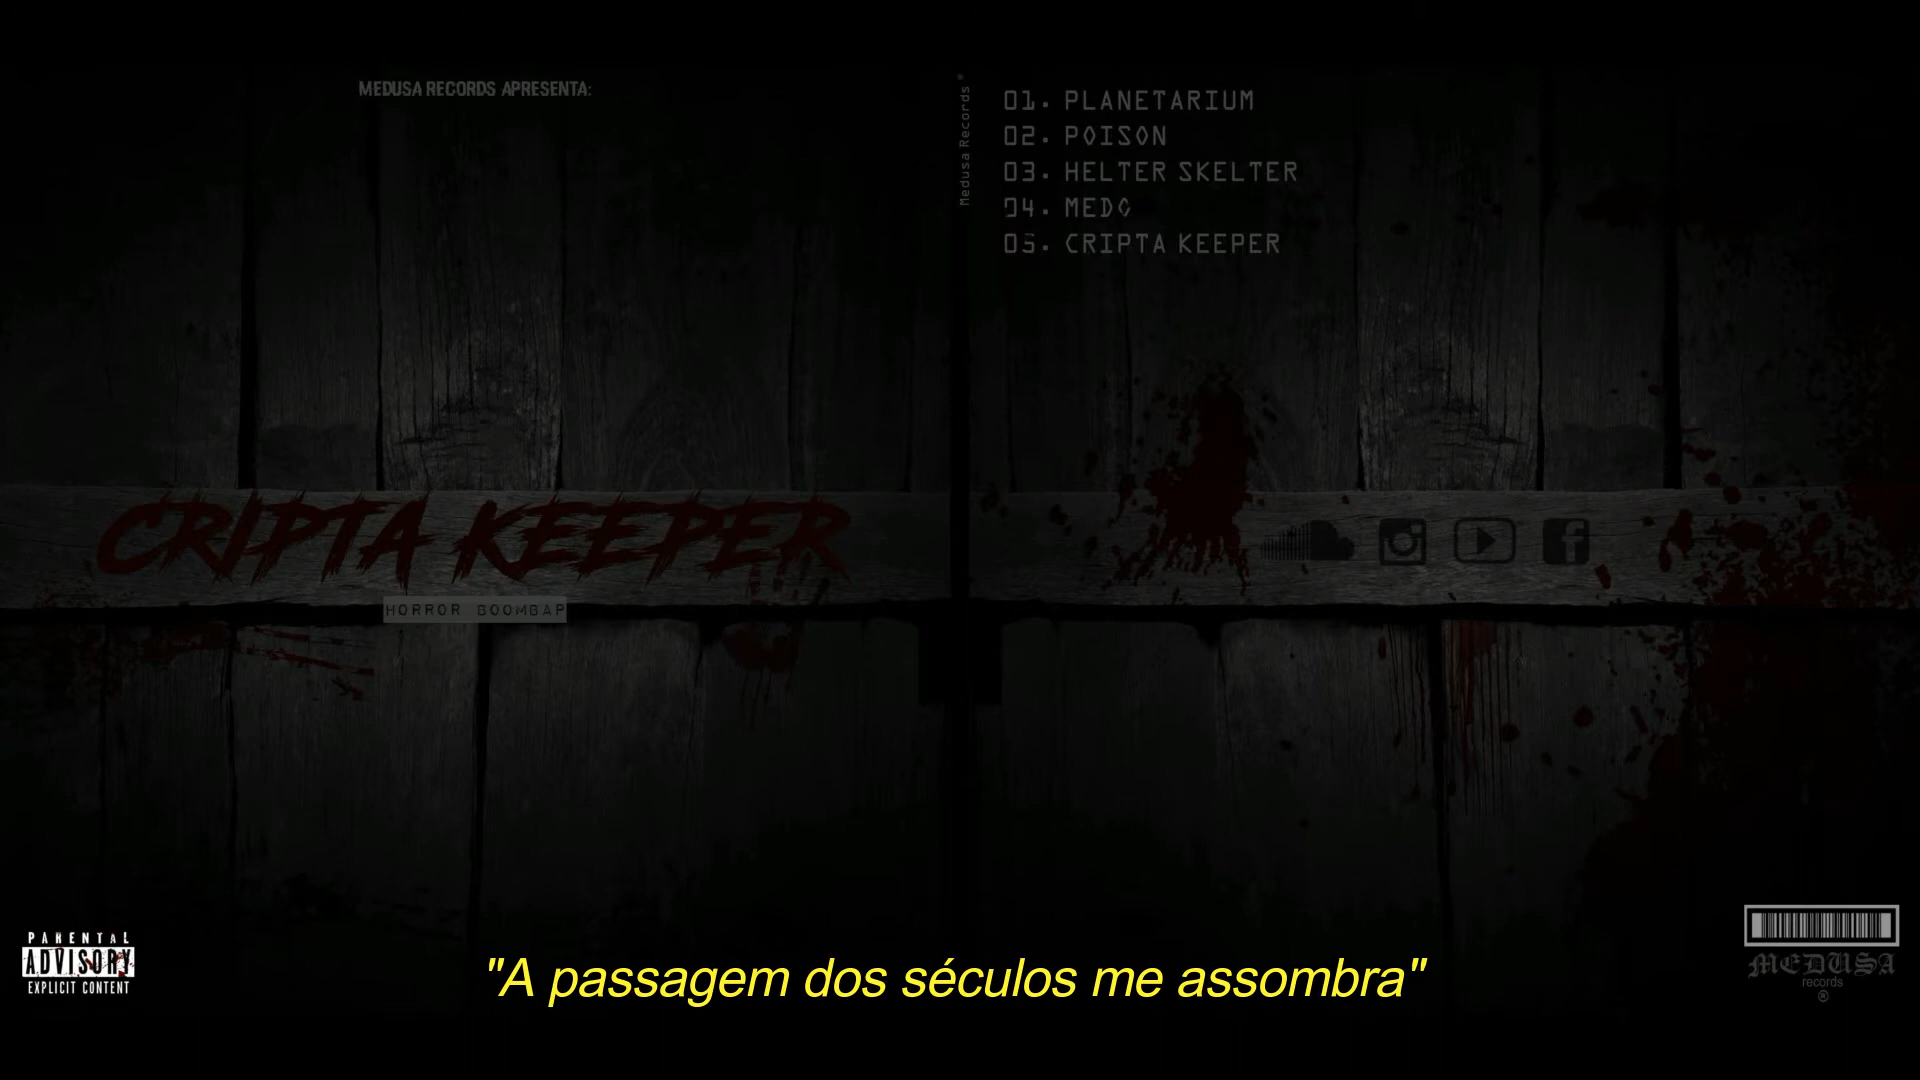 MEDUSA RECORDS APRESENTA:
CRIPTA KEEPER
HORROR BOOMBAP
Medusa Records ®
01. PLANETARIUM
02. POISON
03. HELTER SKELTER
04. MEDO
05. CRIPTA KEEPER
PARENTAL
ADVISORY
EXPLICIT CONTENT
"A passagem dos séculos me assombra"
MEDUSA
records
®